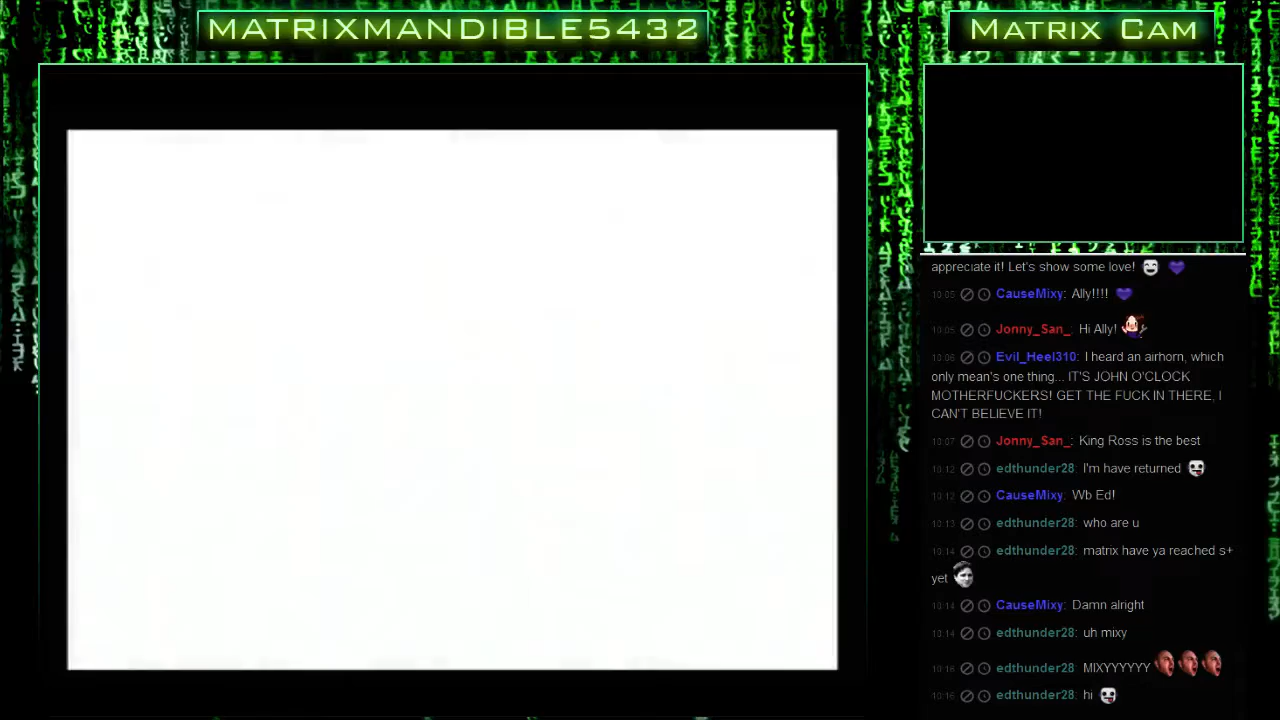 MATRIXMANDIBLE5432
Matrix Cam
appreciate it! Let's show some love!
10:05 CauseMixy: Ally!!!!
10:05 Jonny_San_: Hi Ally!
10:06 Evil_Heel310: I heard an airhorn, which
only mean's one thing... IT'S JOHN O'CLOCK
MOTHERFUCKERS! GET THE FUCK IN THERE, I
CAN'T BELIEVE IT!
10:07 Jonny_San_: King Ross is the best
10:12 edthunder28: I'm have returned
10:12 CauseMixy: Wb Ed!
10:13 edthunder28: who are u
10:14 edthunder28: matrix have ya reached s+
yet
10:14 CauseMixy: Damn alright
10:14 edthunder28: uh mixy
10:16 edthunder28: MIXYYYYYY
10:16 edthunder28: hi